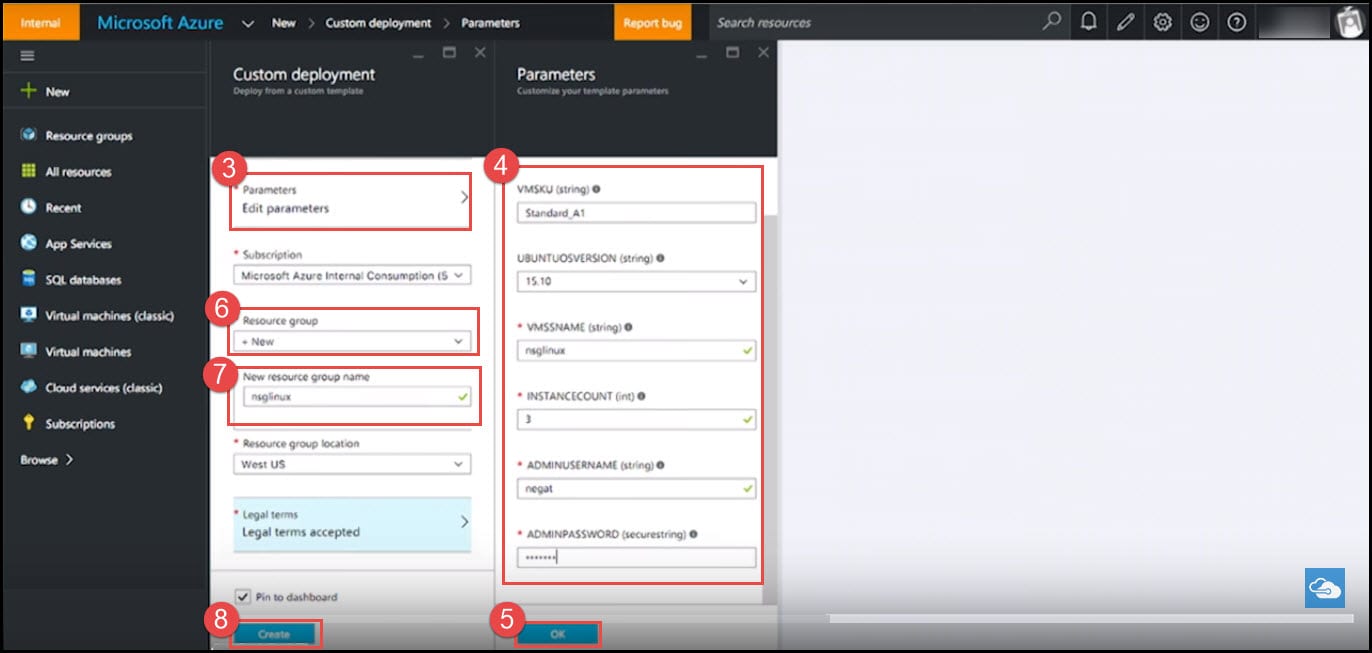 Internal
Microsoft Azure
New > Custom deployment > Parameters
Report bug
Search resources
New
Resource groups
All resources
Recent
App Services
SQL databases
Virtual machines (classic)
Virtual machines
Cloud services (classic)
Subscriptions
Browse >
Custom deployment
Deploy from a custom template
3
* Parameters
Edit parameters
* Subscription
Microsoft Azure Internal Consumption (5
6
Resource group
+ New
7
New resource group name
nsglinux
* Resource group location
West US
* Legal terms
Legal terms accepted
Pin to dashboard
8
Create
Parameters
Customize your template parameters
4
VMSKU (string)
Standard_A1
UBUNTUOSVERSION (string)
15.10
* VMSSNAME (string)
nsglinux
* INSTANCECOUNT (int)
3
* ADMINUSERNAME (string)
negat
* ADMINPASSWORD (securestring)
•••••••
5
OK